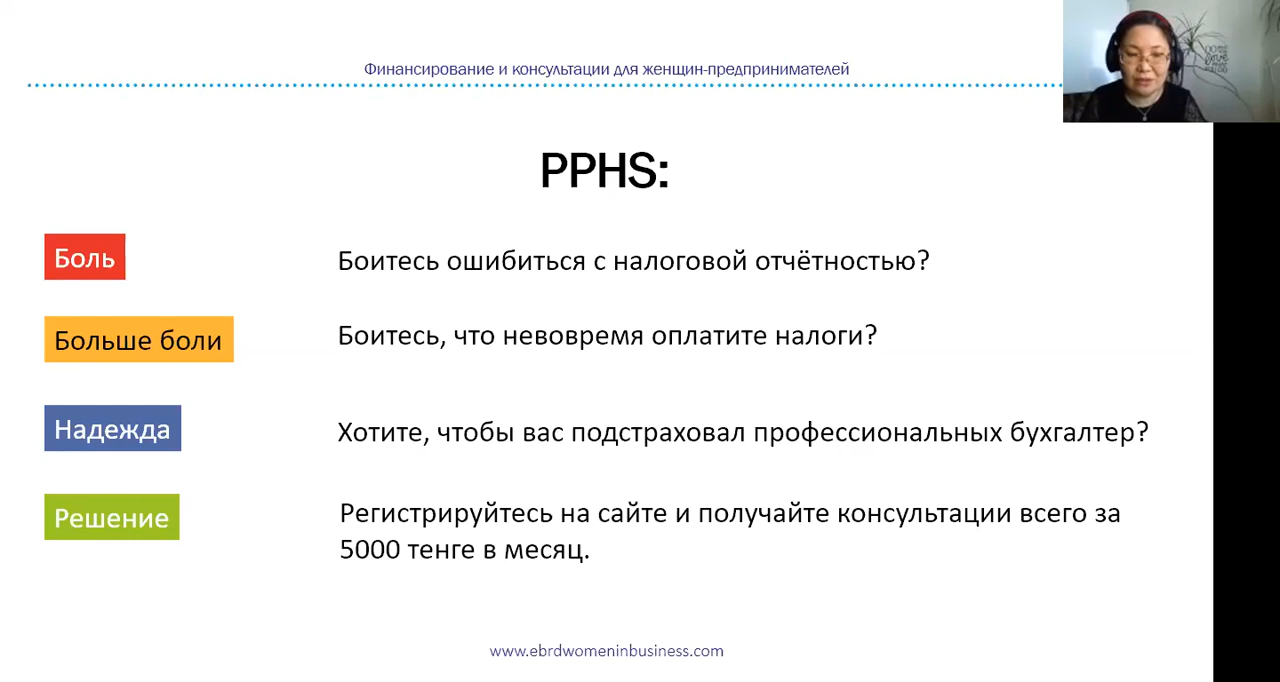 Финансирование и консультации для женщин-предпринимателей
PPHS:
Боль
Боитесь ошибиться с налоговой отчётностью?
Больше боли
Боитесь, что невовремя оплатите налоги?
Надежда
Хотите, чтобы вас подстраховал профессиональных бухгалтер?
Решение
Регистрируйтесь на сайте и получайте консультации всего за
5000 тенге в месяц.
www.ebrdwomeninbusiness.com